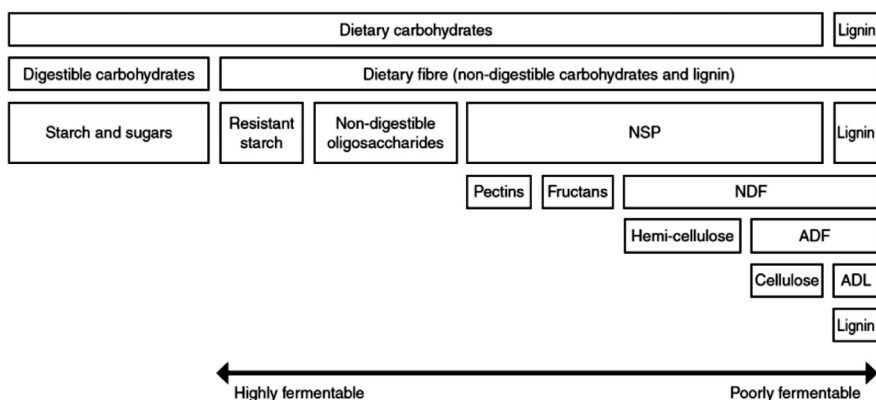 Dietary carbohydrates
Lignin
Digestible carbohydrates
Dietary fibre (non-digestible carbohydrates and lignin)
Starch and sugars
Resistant
starch
Non-digestible
oligosaccharides
NSP
Lignin
Pectins
Fructans
NDF
Hemi-cellulose
ADF
Cellulose
ADL
Lignin
Highly fermentable
Poorly fermentable